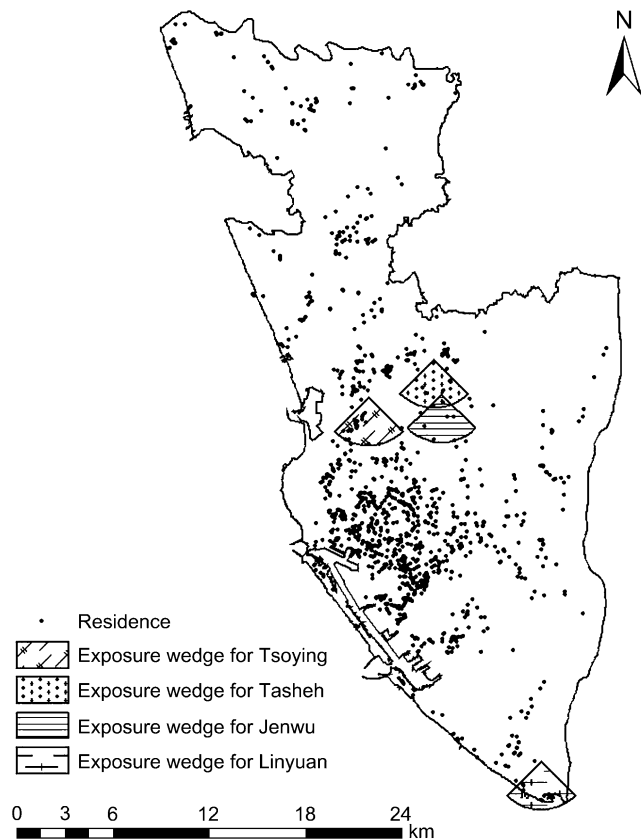 N
Residence
Exposure wedge for Tsoying
Exposure wedge for Tasheh
Exposure wedge for Jenwu
Exposure wedge for Linyuan
0 3 6 12 18 24
km